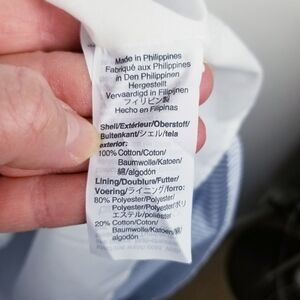 Made in Philippines
Fabriqué aux Philippines
in Den Philippinen
Hergestellt
Vervaardigd in Filipijnen
フィリピン製
Hecho en Filipinas
Shell/Extérieur/Oberstoff/
Buitenkant/シェル/tela
exterior:
100% Cotton/Coton/
Baumwolle/Katoen/
綿/algodón
Lining/Doublure/Futter/
Voering/ライニング/forro:
80% Polyester/Polyester/
Polyester/Polyester/ポリ
エステル/poliéster
20% Cotton/Coton/
Baumwolle/Katoen/
綿/algodón